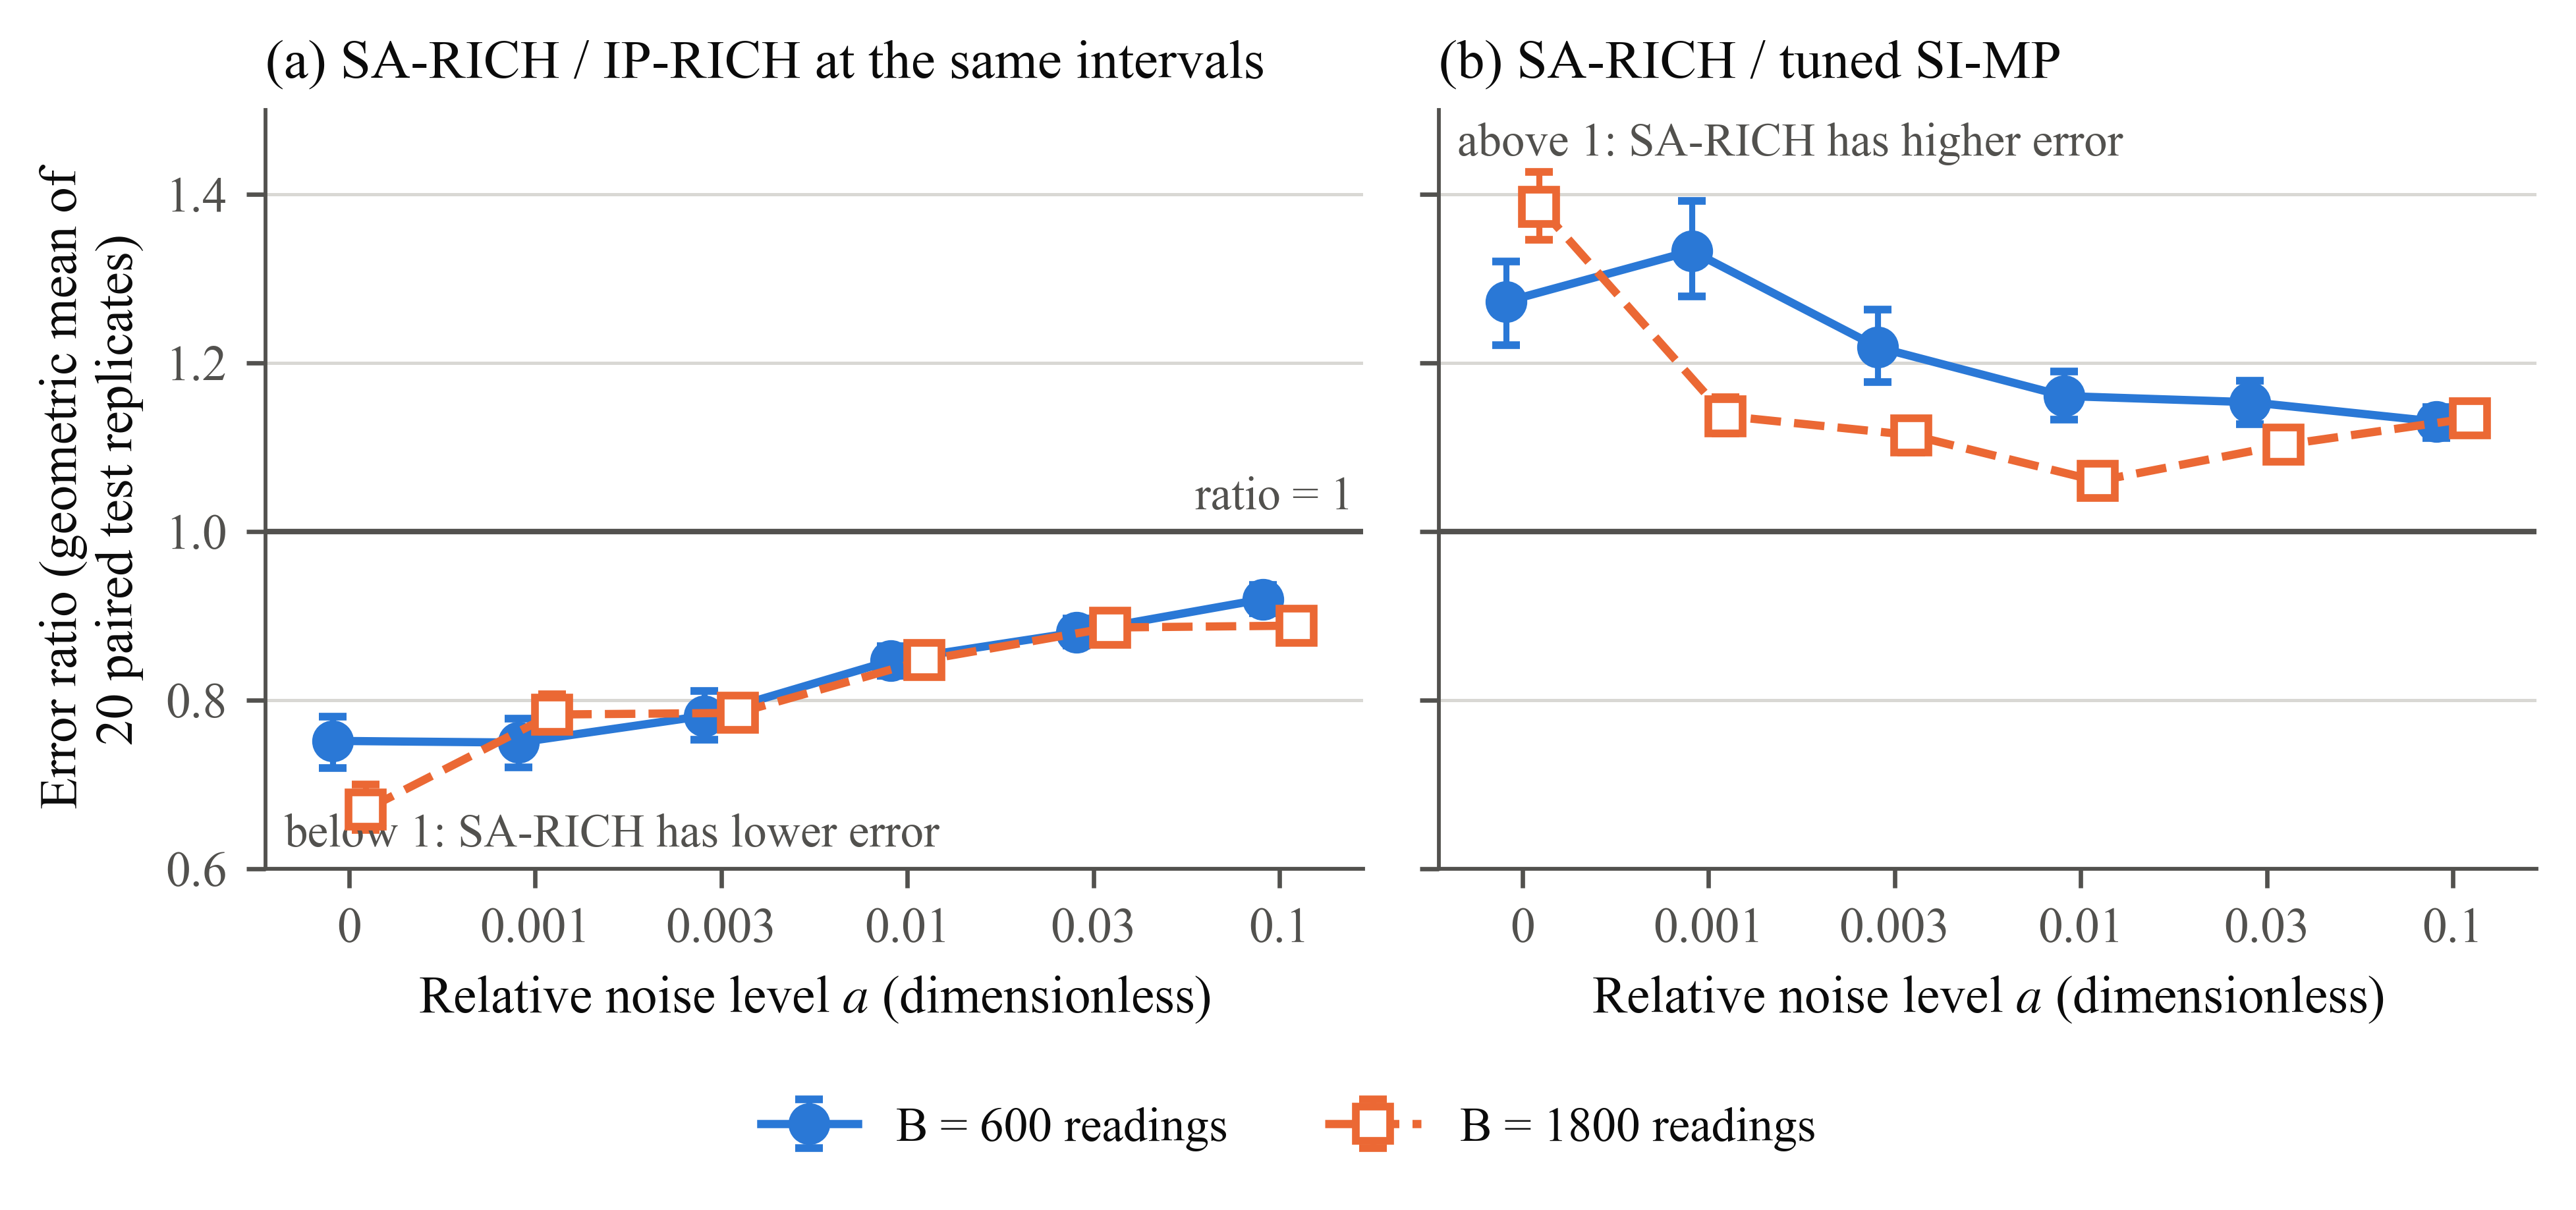 (a) SA-RICH / IP-RICH at the same intervals
(b) SA-RICH / tuned SI-MP
Error ratio (geometric mean of
20 paired test replicates)
1.4
1.2
1.0
0.8
0.6
ratio = 1
below 1: SA-RICH has lower error
above 1: SA-RICH has higher error
0 0.001 0.003 0.01 0.03 0.1
0 0.001 0.003 0.01 0.03 0.1
Relative noise level a (dimensionless)
Relative noise level a (dimensionless)
B = 600 readings
B = 1800 readings